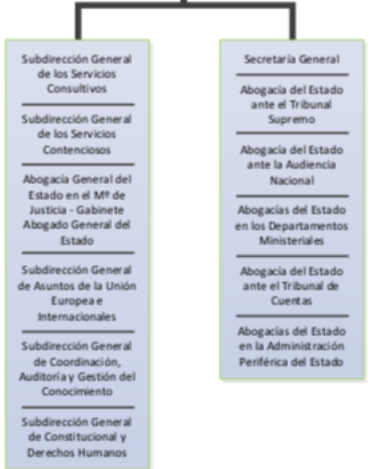 Subdirección General
de los Servicios
Consultivos
Subdirección General
de los Servicios
Contenciosos
Abogacía General del
Estado en el Mº de
Justicia - Gabinete
Abogado General del
Estado
Subdirección General
de Asuntos de la Unión
Europea e
Internacionales
Subdirección General
de Coordinación,
Auditoría y Gestión del
Conocimiento
Subdirección General
de Constitucional y
Derechos Humanos
Secretaría General
Abogacía del Estado
ante el Tribunal
Supremo
Abogacía del Estado
ante la Audiencia
Nacional
Abogacías del Estado
en los Departamentos
Ministeriales
Abogacía del Estado
ante el Tribunal de
Cuentas
Abogacías del Estado
en la Administración
Periférica del Estado